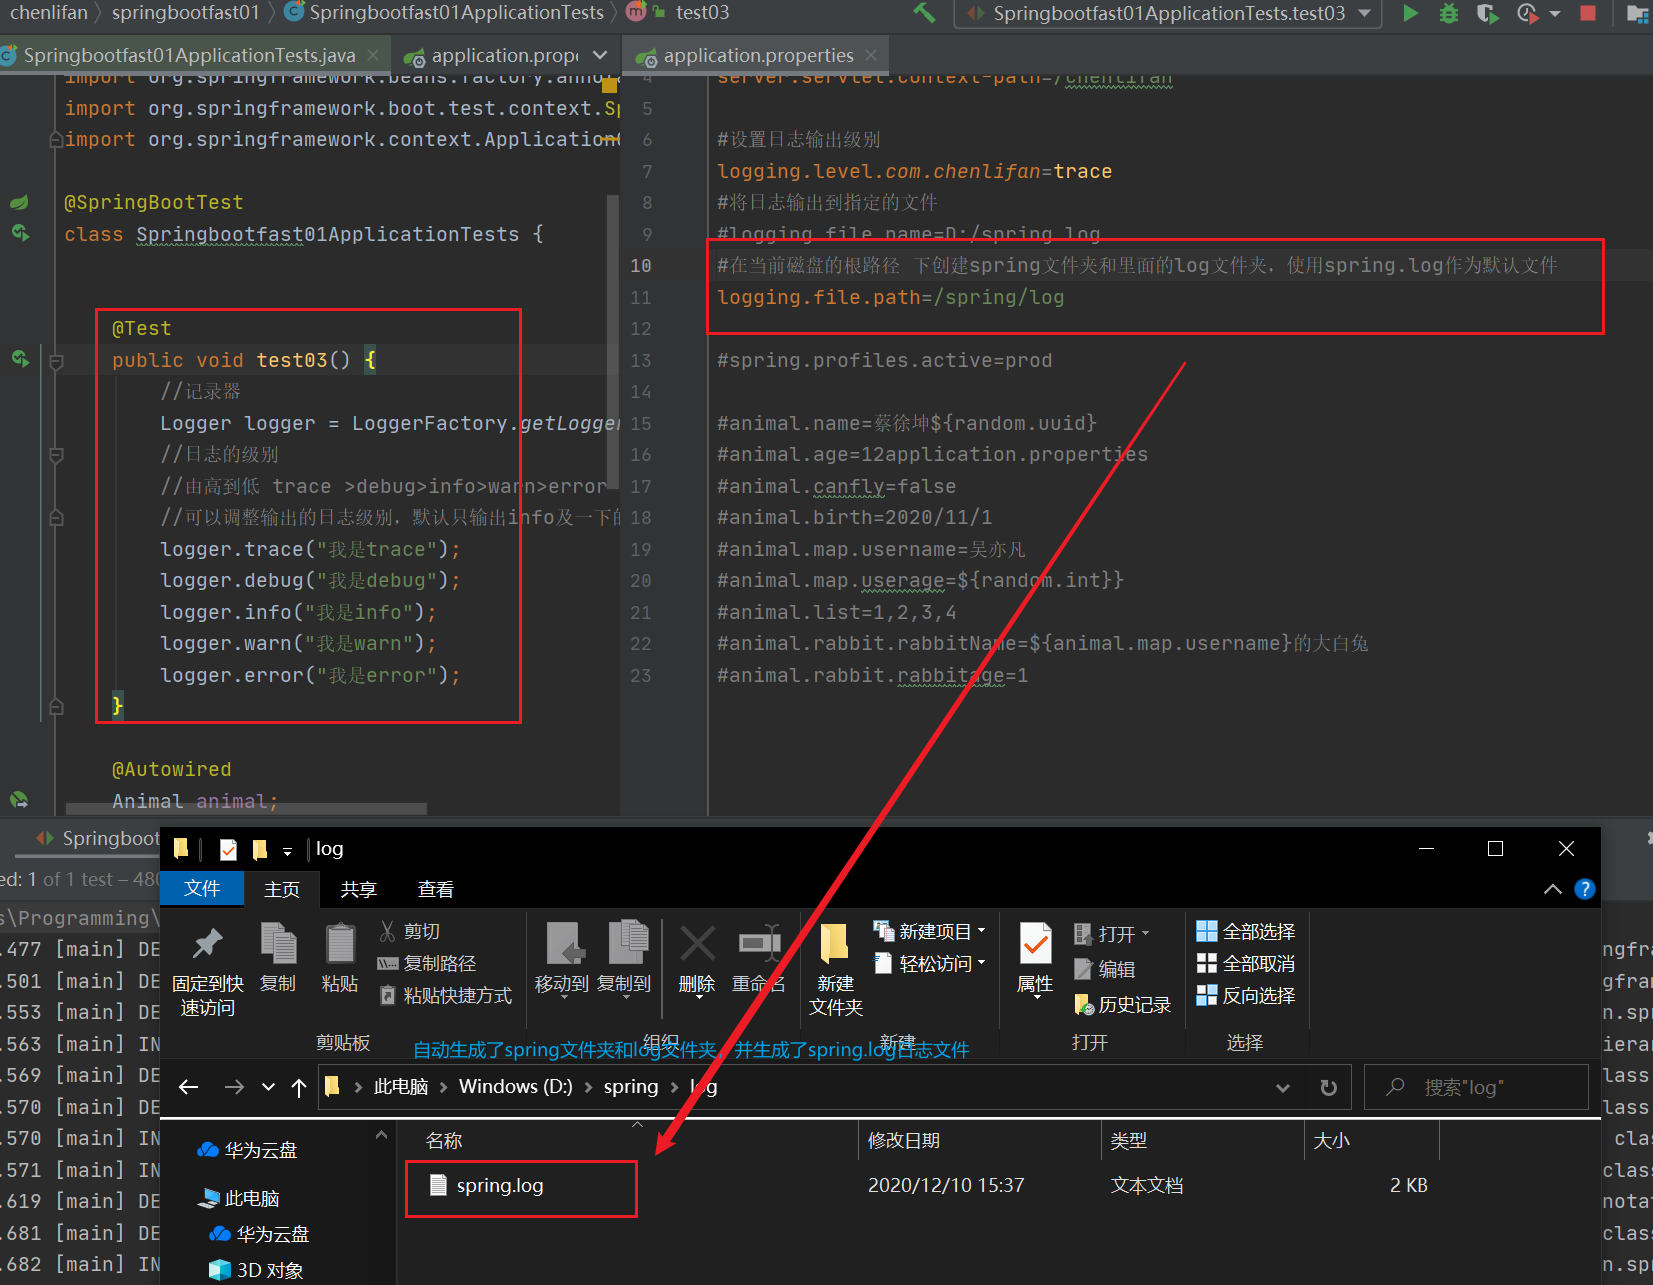 chenlifan springbootfast01 Springbootfast01ApplicationTests test03
Springbootfast01ApplicationTests.test03
Springbootfast01ApplicationTests.java
application.prope
application.properties
import org.springframework.beans.factory.annota
import org.springframework.boot.test.context.Sp
import org.springframework.context.Application
@SpringBootTest
class Springbootfast01ApplicationTests {
@Test
public void test03() {
//记录器
Logger logger = LoggerFactory.getLogger
//日志的级别
//由高到低 trace >debug>info>warn>error
//可以调整输出的日志级别，默认只输出info及一下的
logger.trace("我是trace");
logger.debug("我是debug");
logger.info("我是info");
logger.warn("我是warn");
logger.error("我是error");
}
@Autowired
Animal animal;
4 server.servlet.context-path=/chenlifan
5
6 #设置日志输出级别
7 logging.level.com.chenlifan=trace
8 #将日志输出到指定的文件
9 #logging.file.name=D:/spring.log
10 #在当前磁盘的根路径 下创建spring文件夹和里面的log文件夹，使用spring.log作为默认文件
11 logging.file.path=/spring/log
12
13 #spring.profiles.active=prod
14
15 #animal.name=蔡徐坤${random.uuid}
16 #animal.age=12application.properties
17 #animal.canfly=false
18 #animal.birth=2020/11/1
19 #animal.map.username=吴亦凡
20 #animal.map.userage=${random.int}}
21 #animal.list=1,2,3,4
22 #animal.rabbit.rabbitName=${animal.map.username}的大白兔
23 #animal.rabbit.rabbitage=1
Springboot
ed: 1 of 1 test – 480
s\Programming\
.477 [main] DE
.501 [main] DE
.553 [main] DE
.563 [main] IN
.569 [main] DE
.570 [main] DE
.570 [main] IN
.571 [main] IN
.619 [main] DE
.681 [main] DE
.682 [main] IN
log
文件 主页 共享 查看
固定到快
速访问
复制
粘贴
剪切
复制路径
粘贴快捷方式
剪贴板
移动到
复制到
删除
重命名
组织
新建
文件夹
新建项目
轻松访问
新建
属性
打开
编辑
历史记录
打开
全部选择
全部取消
反向选择
选择
自动生成了spring文件夹和log文件夹，并生成了spring.log日志文件
此电脑 Windows (D:) spring log
搜索"log"
华为云盘
此电脑
华为云盘
3D 对象
名称 修改日期 类型 大小
spring.log 2020/12/10 15:37 文本文档 2 KB
ngfra
gfram
n.spr
ieran
lass
lass
clas
class
notat
class
n.spr